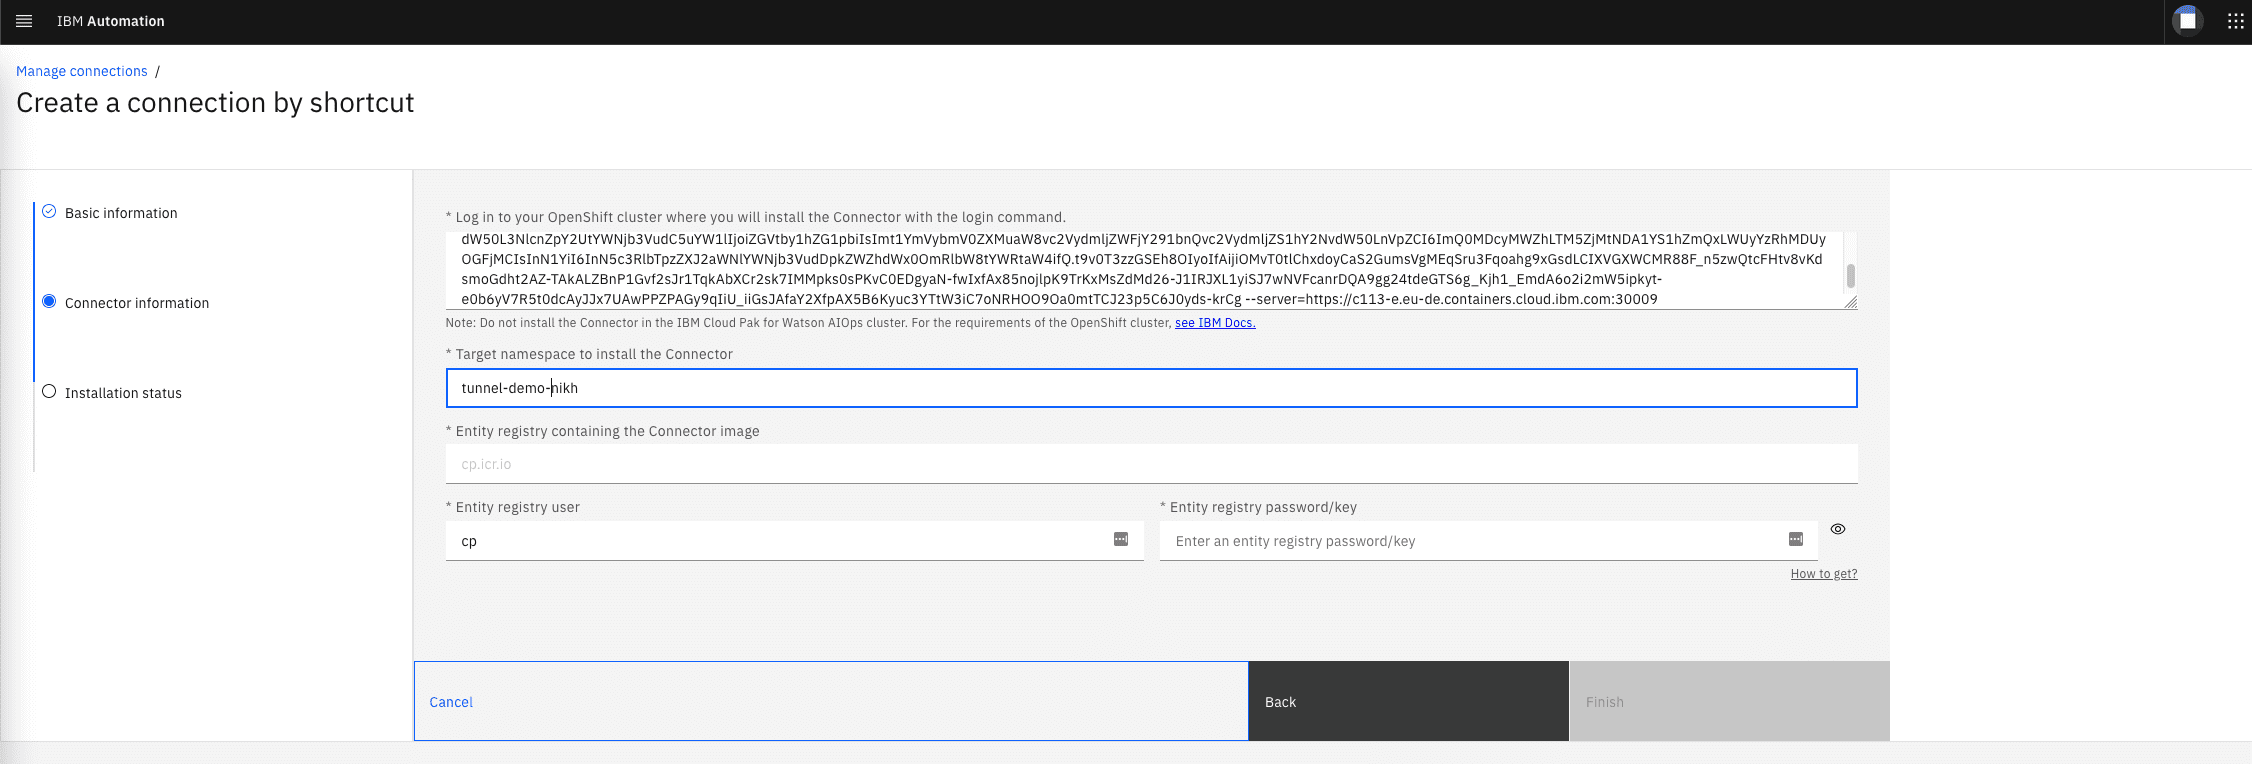 IBM Automation
Manage connections /
Create a connection by shortcut
Basic information
Connector information
Installation status
* Log in to your OpenShift cluster where you will install the Connector with the login command.
dW50L3NlcnZpY2UtYWNjb3VudC5uYW1lIjoiZGVtby1hZG1pbiIsImt1YmVybmV0ZXMuaW8vc2VydmljZWFjY291bnQvc2VydmljZS1hY2NvdW50LnVpZCI6ImQ0MDcyMWZhLTM5ZjMtNDA1YS1hZmQxLWUyYzRhMDUy
OGFjMCIsInN1YiI6InN5c3RlbTpzZXJ2aWNlYWNjb3VudDpkZWZhdWx0OmRlbW8tYWRtaW4ifQ.t9v0T3zzGSEh8OIyoIfAijiOMvT0tlChxdoyCaS2GumsVgMEqSru3Fqoahg9xGsdLCIXVGXWCMR88F_n5zwQtcFHtv8vKd
smoGdht2AZ-TAkALZBnP1Gvf2sJr1TqkAbXCr2sk7IMMpks0sPKvC0EDgyaN-fwIxfAx85nojlpK9TrKxMsZdMd26-J1IRJXL1yiSJ7wNVFcanrDQA9gg24tdeGTS6g_Kjh1_EmdA6o2i2mW5ipkyt-
e0b6yV7R5t0dcAyJJx7UAwPPZPAGy9qIiU_iiGsJAfaY2XfpAX5B6Kyuc3YTtW3iC7oNRHOO9Oa0mtTCJ23p5C6J0yds-krCg --server=https://c113-e.eu-de.containers.cloud.ibm.com:30009
Note: Do not install the Connector in the IBM Cloud Pak for Watson AIOps cluster. For the requirements of the OpenShift cluster, see IBM Docs.
* Target namespace to install the Connector
tunnel-demo-nikh
* Entity registry containing the Connector image
cp.icr.io
* Entity registry user
* Entity registry password/key
cp
Enter an entity registry password/key
How to get?
Cancel
Back
Finish